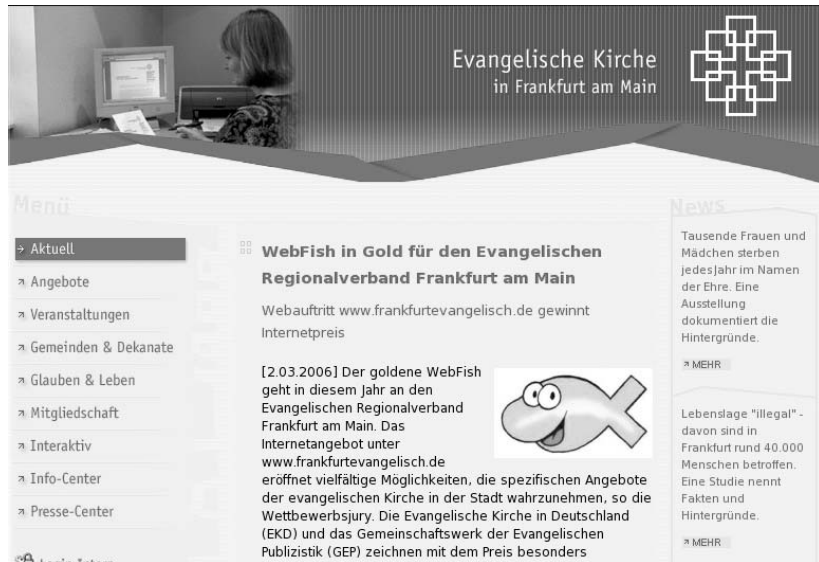 Evangelische Kirche
in Frankfurt am Main
Menü
Aktuell
Angebote
Veranstaltungen
Gemeinden & Dekanate
Glauben & Leben
Mitgliedschaft
Interaktiv
Info-Center
Presse-Center
WebFish in Gold für den Evangelischen
Regionalverband Frankfurt am Main
Webauftritt www.frankfurtevangelisch.de gewinnt
Internetpreis
[2.03.2006] Der goldene WebFish
geht in diesem Jahr an den
Evangelischen Regionalverband
Frankfurt am Main. Das
Internetangebot unter
www.frankfurtevangelisch.de
eröffnet vielfältige Möglichkeiten, die spezifischen Angebote
der evangelischen Kirche in der Stadt wahrzunehmen, so die
Wettbewerbsjury. Die Evangelische Kirche in Deutschland
(EKD) und das Gemeinschaftswerk der Evangelischen
Publizistik (GEP) zeichnen mit dem Preis besonders
News
Tausende Frauen und
Mädchen sterben
jedes Jahr im Namen
der Ehre. Eine
Ausstellung
dokumentiert die
Hintergründe.
MEHR
Lebenslage "illegal" -
davon sind in
Frankfurt rund 40.000
Menschen betroffen.
Eine Studie nennt
Fakten und
Hintergründe.
MEHR